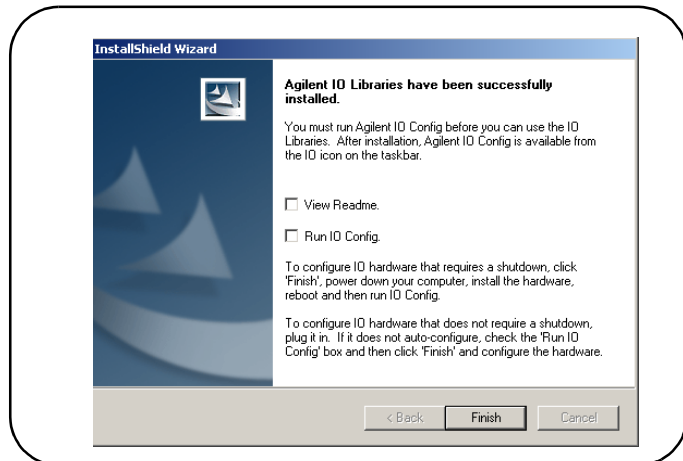 InstallShield Wizard
Agilent IO Libraries have been successfully
installed.
You must run Agilent IO Config before you can use the IO
Libraries. After installation, Agilent IO Config is available from
the IO icon on the taskbar.
View Readme.
Run IO Config.
To configure IO hardware that requires a shutdown, click
'Finish', power down your computer, install the hardware,
reboot and then run IO Config.
To configure IO hardware that does not require a shutdown,
plug it in. If it does not auto-configure, check the 'Run IO
Config' box and then click 'Finish' and configure the hardware.
< Back Finish Cancel